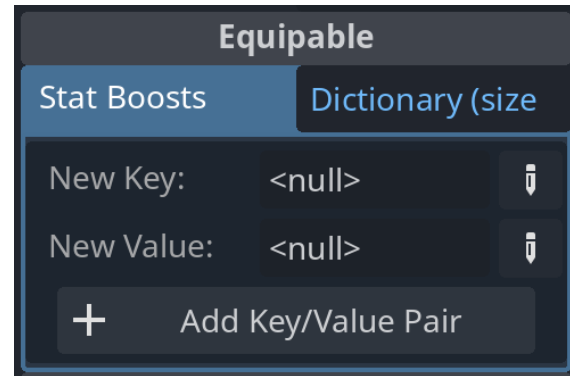 Equipable
Stat Boosts Dictionary (size
New Key: <null>
New Value: <null>
Add Key/Value Pair